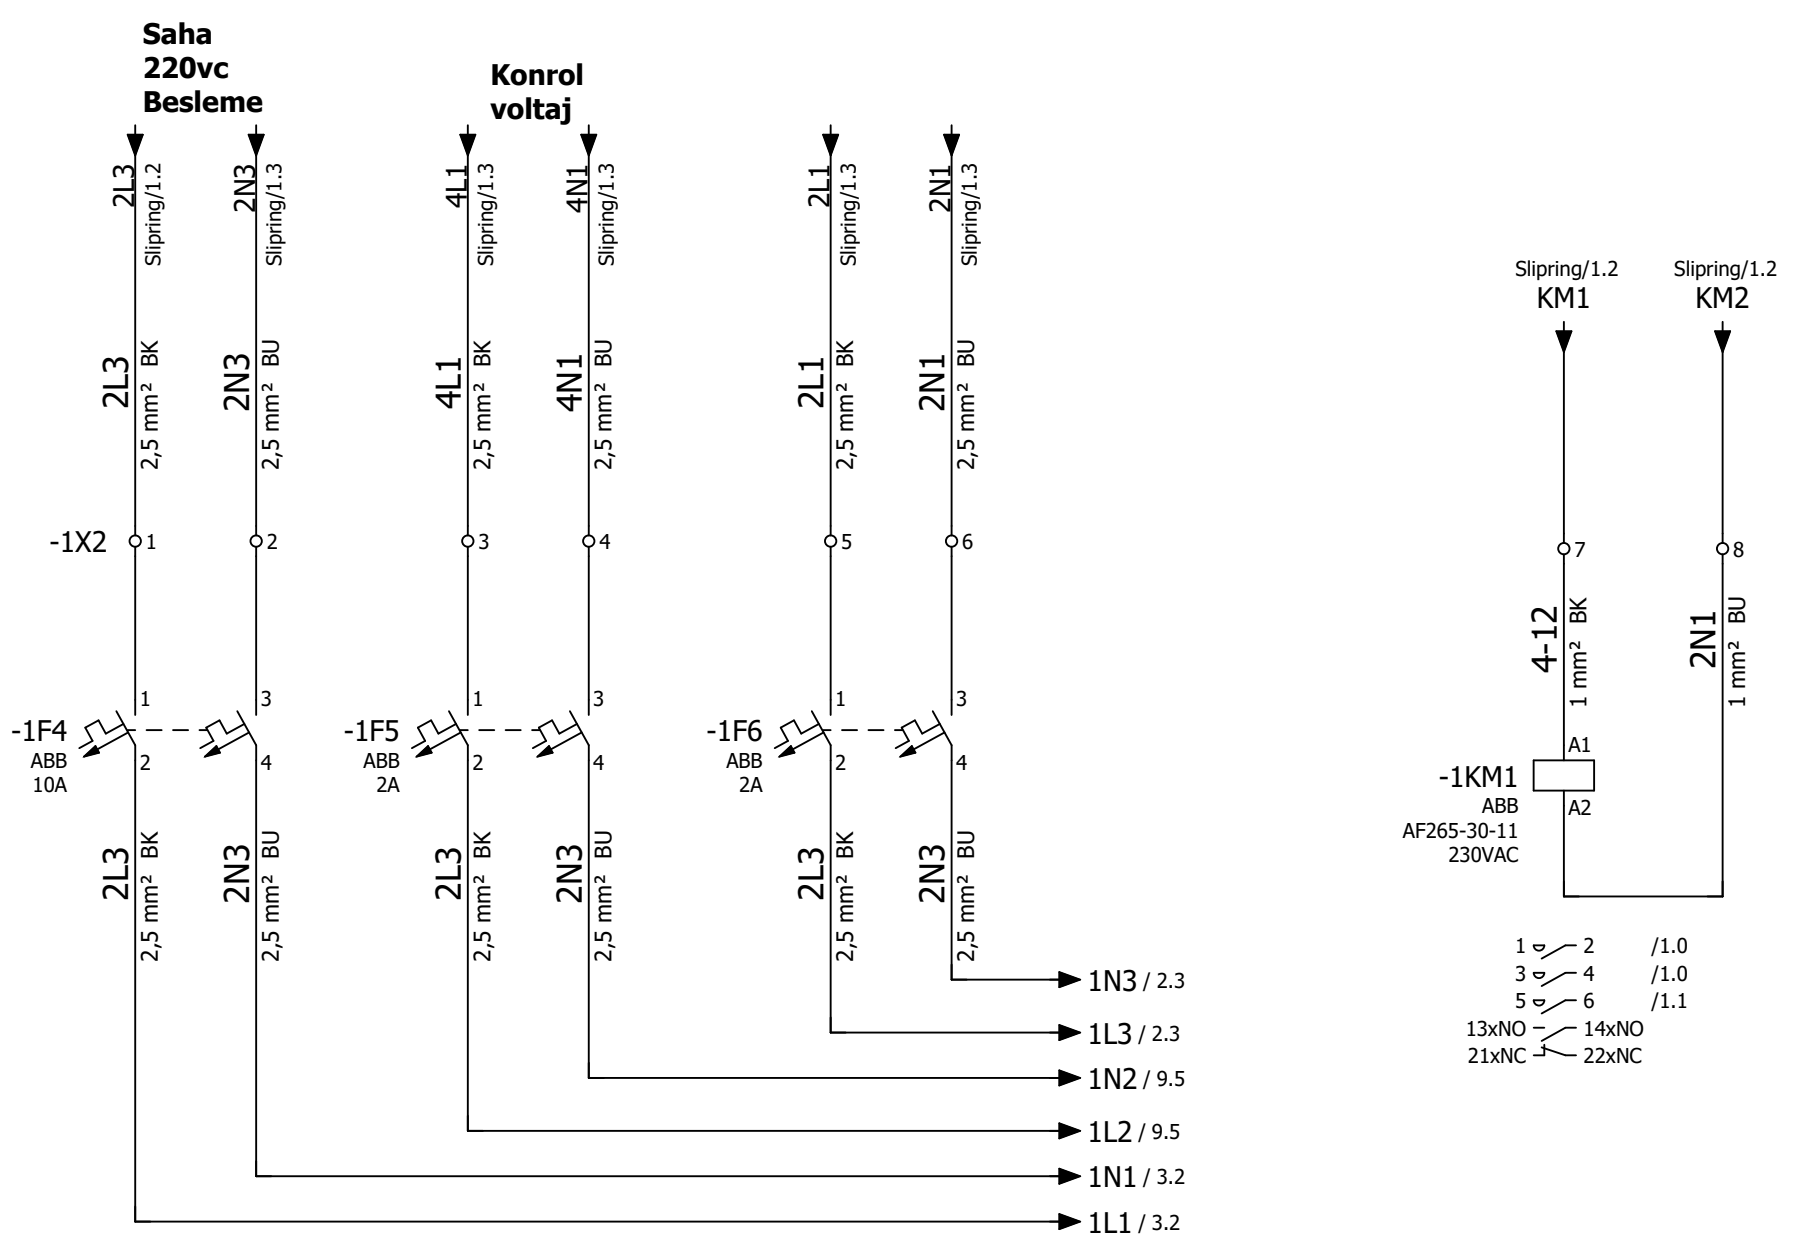 Saha
220vc
Besleme
Konrol
voltaj
2L3
Slipring/1.2
2N3
Slipring/1.3
4L1
Slipring/1.3
4N1
Slipring/1.3
2L1
Slipring/1.3
2N1
Slipring/1.3
Slipring/1.2
KM1
Slipring/1.2
KM2
2L3
2,5 mm² BK
2N3
2,5 mm² BU
4L1
2,5 mm² BK
4N1
2,5 mm² BU
2L1
2,5 mm² BK
2N1
2,5 mm² BU
-1X2
1
2
3
4
5
6
7
8
4-12
1 mm² BK
2N1
1 mm² BU
-1F4
ABB
10A
1
2
3
4
-1F5
ABB
2A
1
2
3
4
-1F6
ABB
2A
1
2
3
4
-1KM1
ABB
AF265-30-11
230VAC
A1
A2
2L3
2,5 mm² BK
2N3
2,5 mm² BU
2L3
2,5 mm² BK
2N3
2,5 mm² BU
2L3
2,5 mm² BK
2N3
2,5 mm² BU
1N3 / 2.3
1L3 / 2.3
1N2 / 9.5
1L2 / 9.5
1N1 / 3.2
1L1 / 3.2
1 2 /1.0
3 4 /1.0
5 6 /1.1
13xNO 14xNO
21xNC 22xNC